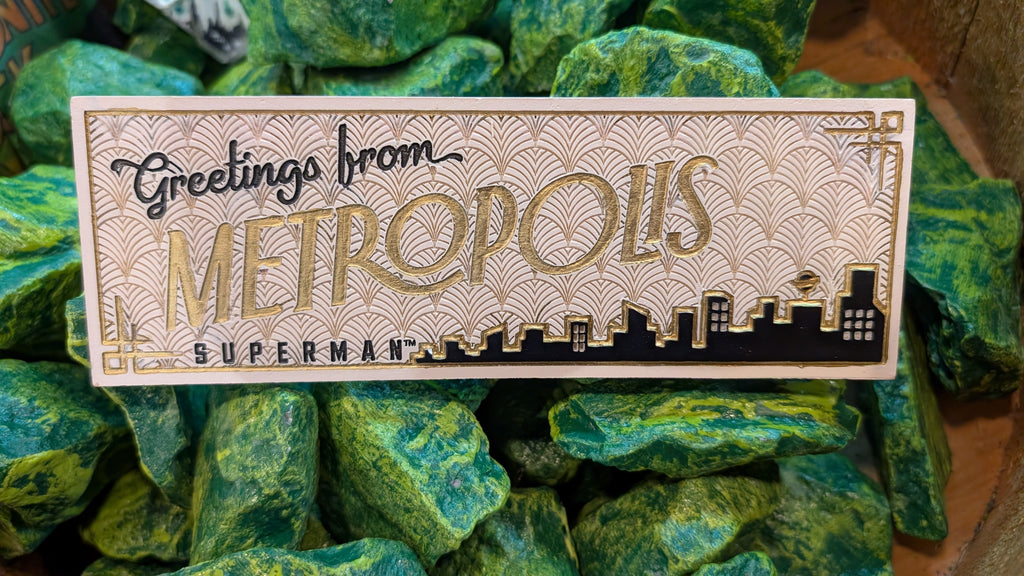 Greetings from
METROPOLIS
SUPERMAN™